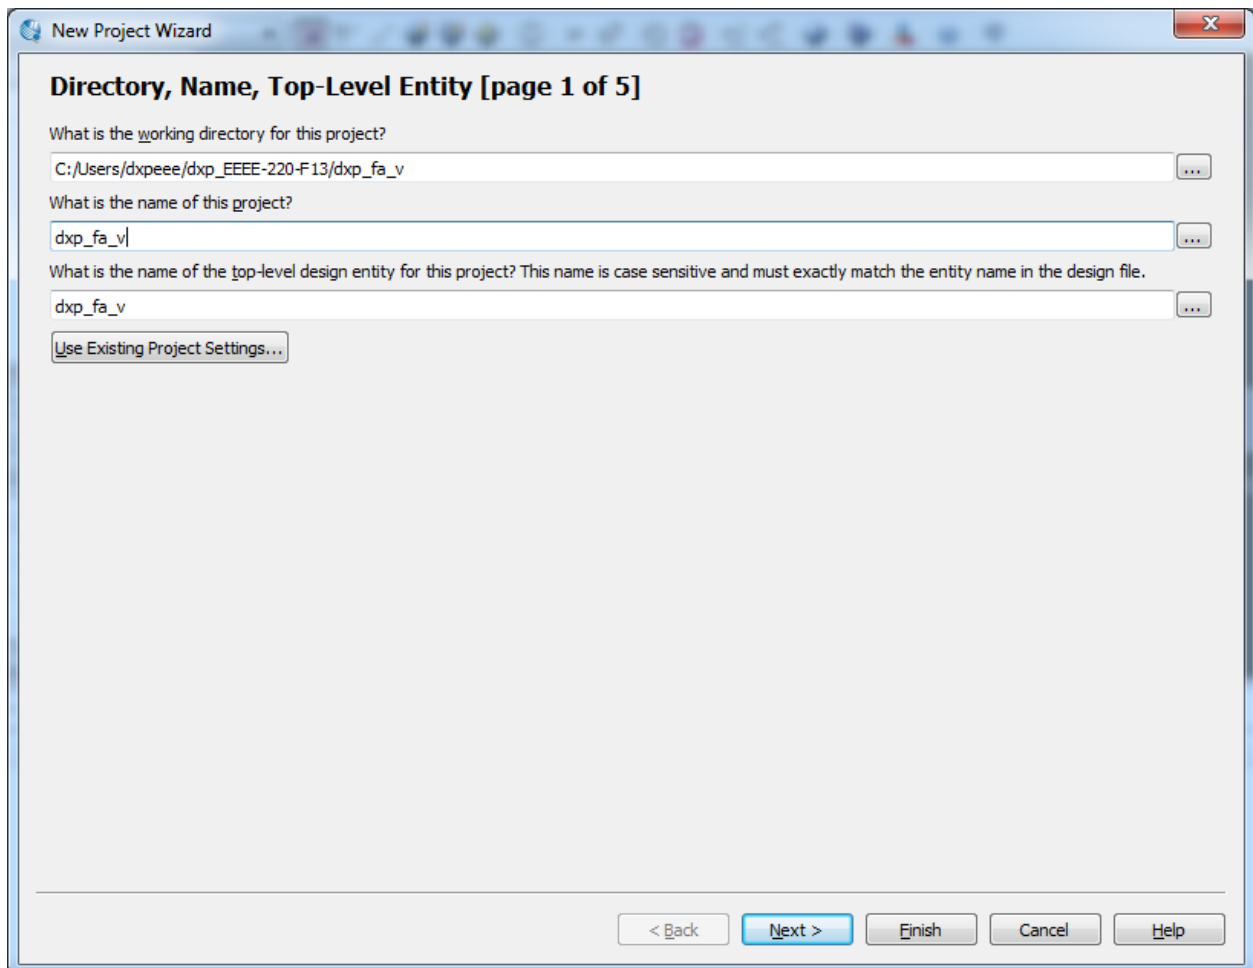 New Project Wizard
Directory, Name, Top-Level Entity [page 1 of 5]
What is the working directory for this project?
C:/Users/dxpeee/dxp_EEEE-220-F13/dxp_fa_v
...
What is the name of this project?
dxp_fa_v
...
What is the name of the top-level design entity for this project? This name is case sensitive and must exactly match the entity name in the design file.
dxp_fa_v
...
Use Existing Project Settings...
< Back Next > Finish Cancel Help